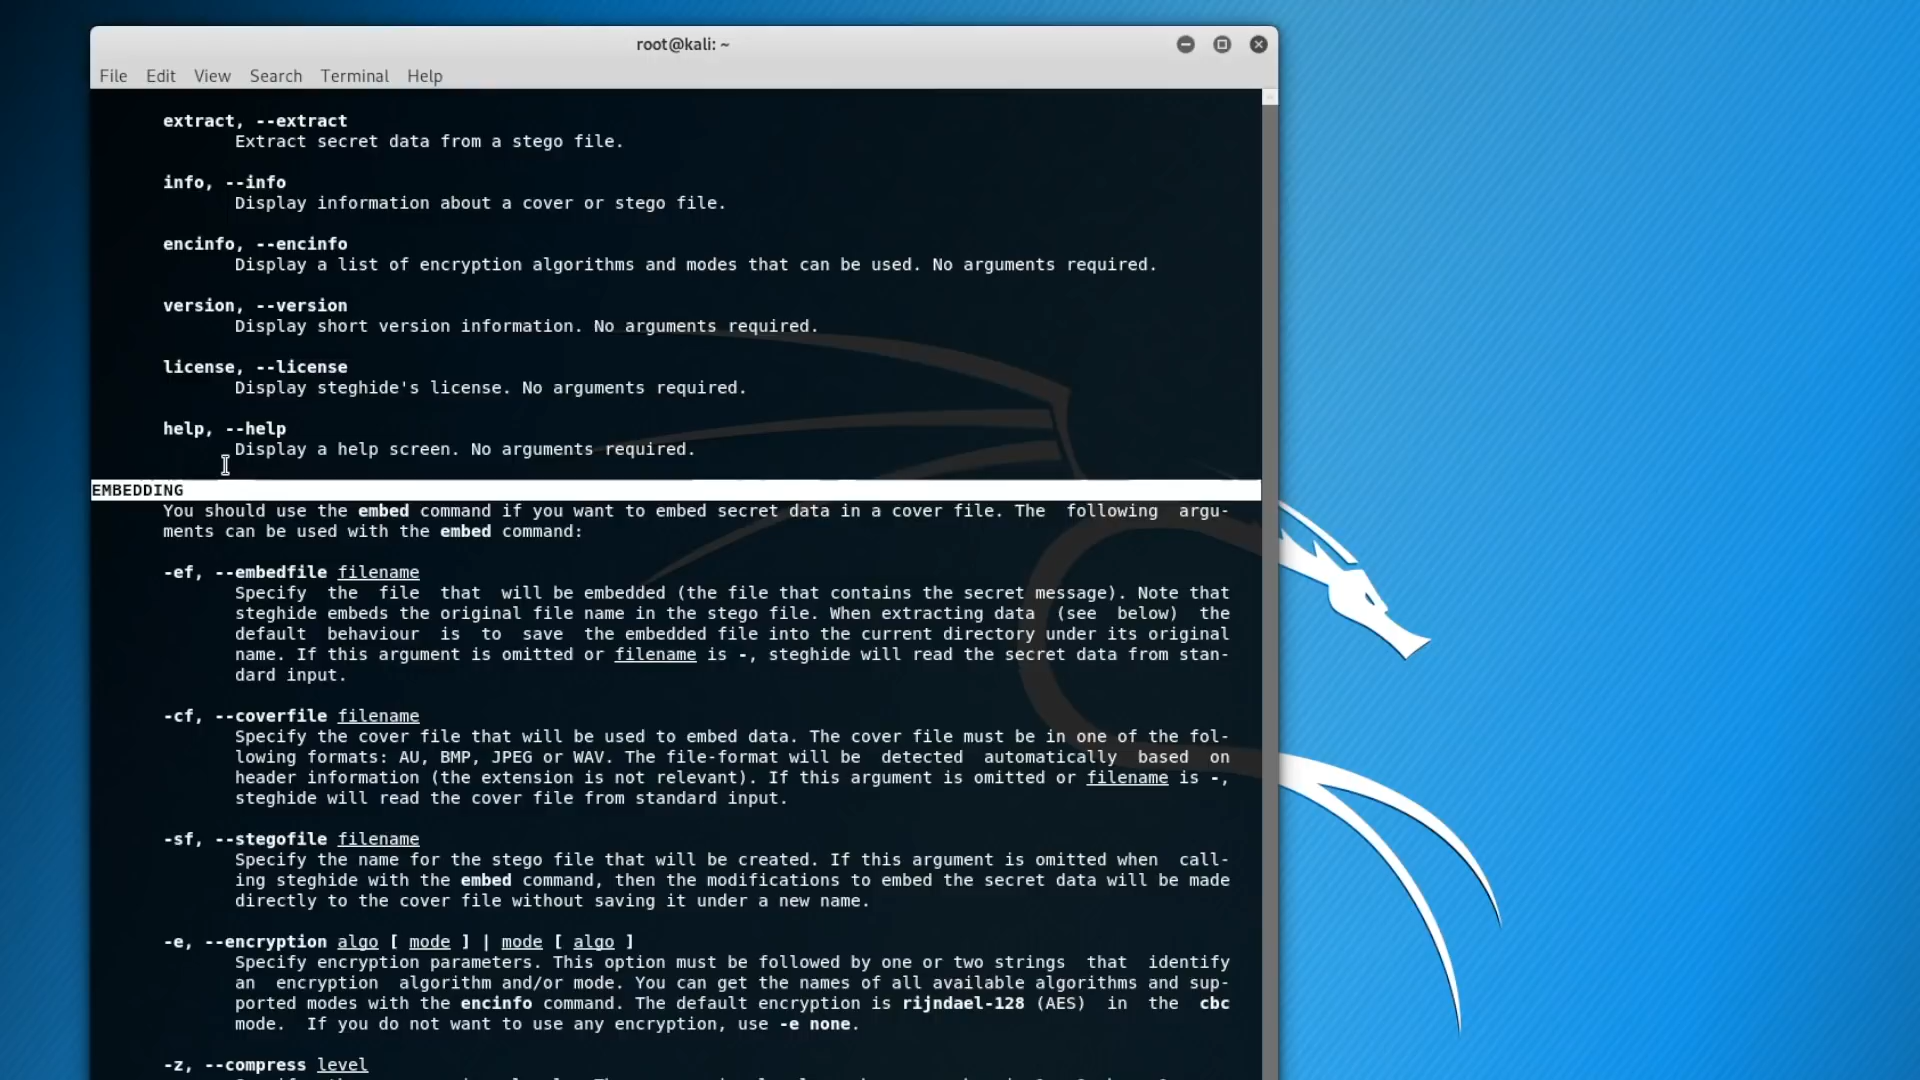 root@kali: ~
File Edit View Search Terminal Help
extract, --extract
Extract secret data from a stego file.
info, --info
Display information about a cover or stego file.
encinfo, --encinfo
Display a list of encryption algorithms and modes that can be used. No arguments required.
version, --version
Display short version information. No arguments required.
license, --license
Display steghide's license. No arguments required.
help, --help
Display a help screen. No arguments required.
EMBEDDING
You should use the embed command if you want to embed secret data in a cover file. The following argu-
ments can be used with the embed command:
-ef, --embedfile filename
Specify the file that will be embedded (the file that contains the secret message). Note that
steghide embeds the original file name in the stego file. When extracting data (see below) the
default behaviour is to save the embedded file into the current directory under its original
name. If this argument is omitted or filename is -, steghide will read the secret data from stan-
dard input.
-cf, --coverfile filename
Specify the cover file that will be used to embed data. The cover file must be in one of the fol-
lowing formats: AU, BMP, JPEG or WAV. The file-format will be detected automatically based on
header information (the extension is not relevant). If this argument is omitted or filename is -,
steghide will read the cover file from standard input.
-sf, --stegofile filename
Specify the name for the stego file that will be created. If this argument is omitted when call-
ing steghide with the embed command, then the modifications to embed the secret data will be made
directly to the cover file without saving it under a new name.
-e, --encryption algo [ mode ] | mode [ algo ]
Specify encryption parameters. This option must be followed by one or two strings that identify
an encryption algorithm and/or mode. You can get the names of all available algorithms and sup-
ported modes with the encinfo command. The default encryption is rijndael-128 (AES) in the cbc
mode. If you do not want to use any encryption, use -e none.
-z, --compress level